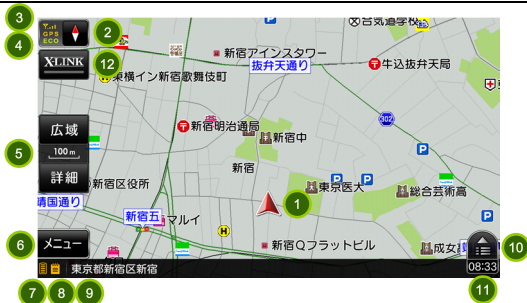 3
4
GPS
ECO
2
X-LINK
12
新宿アインスタワー
抜弁天通り
牛込抜弁天局
東横イン新宿歌舞伎町
302
広域
新宿明治通局
新宿中
P
5
100m
P
詳細
新宿
新宿区役所
東京医大
P
P
総合芸術高
靖国通り
1
新宿五
マルイ
H
6
メニュー
新宿Qフラットビル
10
東京都新宿区新宿
08:33
7
8
9
11